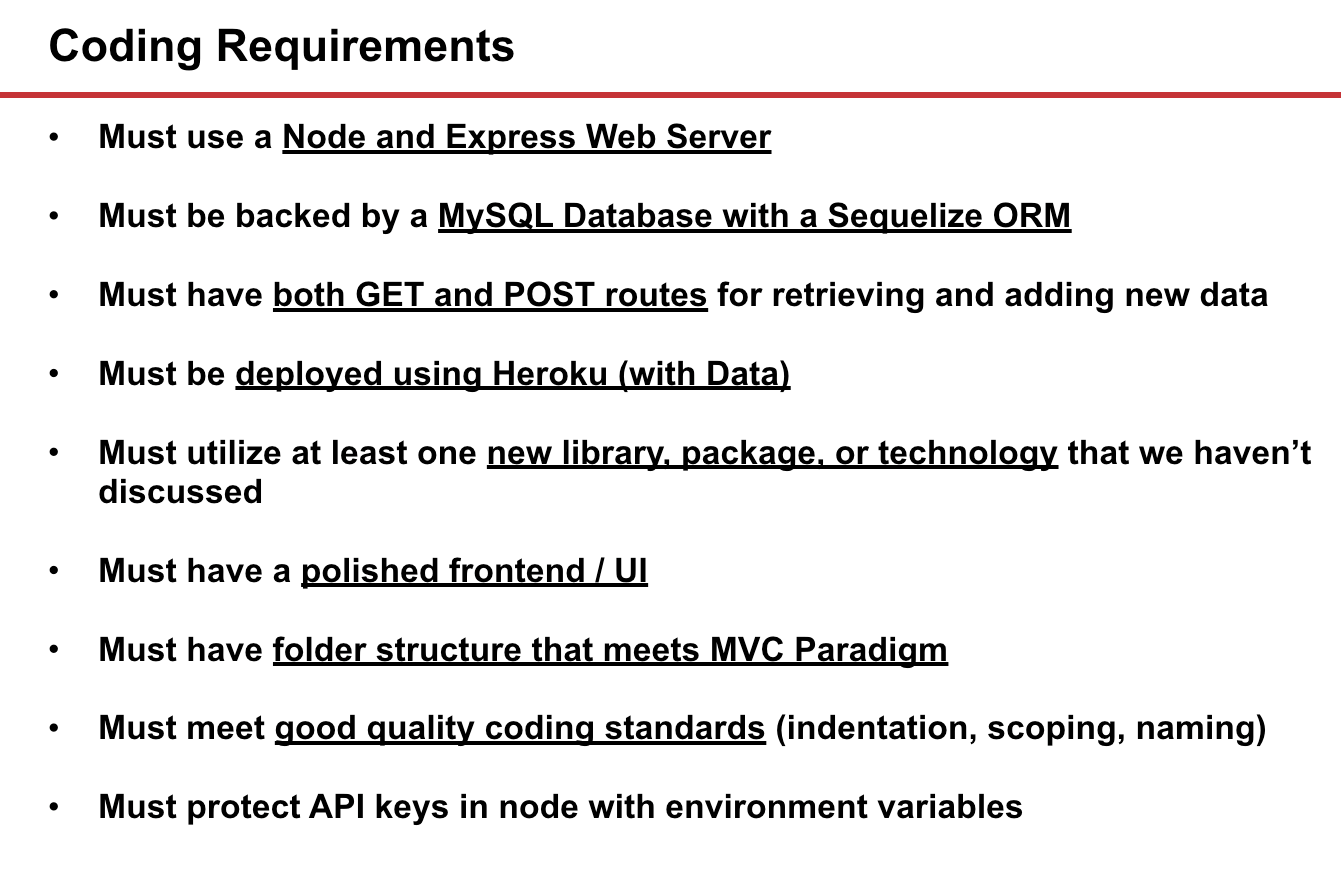 Coding Requirements
• Must use a Node and Express Web Server
• Must be backed by a MySQL Database with a Sequelize ORM
• Must have both GET and POST routes for retrieving and adding new data
• Must be deployed using Heroku (with Data)
• Must utilize at least one new library, package, or technology that we haven’t
discussed
• Must have a polished frontend / UI
• Must have folder structure that meets MVC Paradigm
• Must meet good quality coding standards (indentation, scoping, naming)
• Must protect API keys in node with environment variables